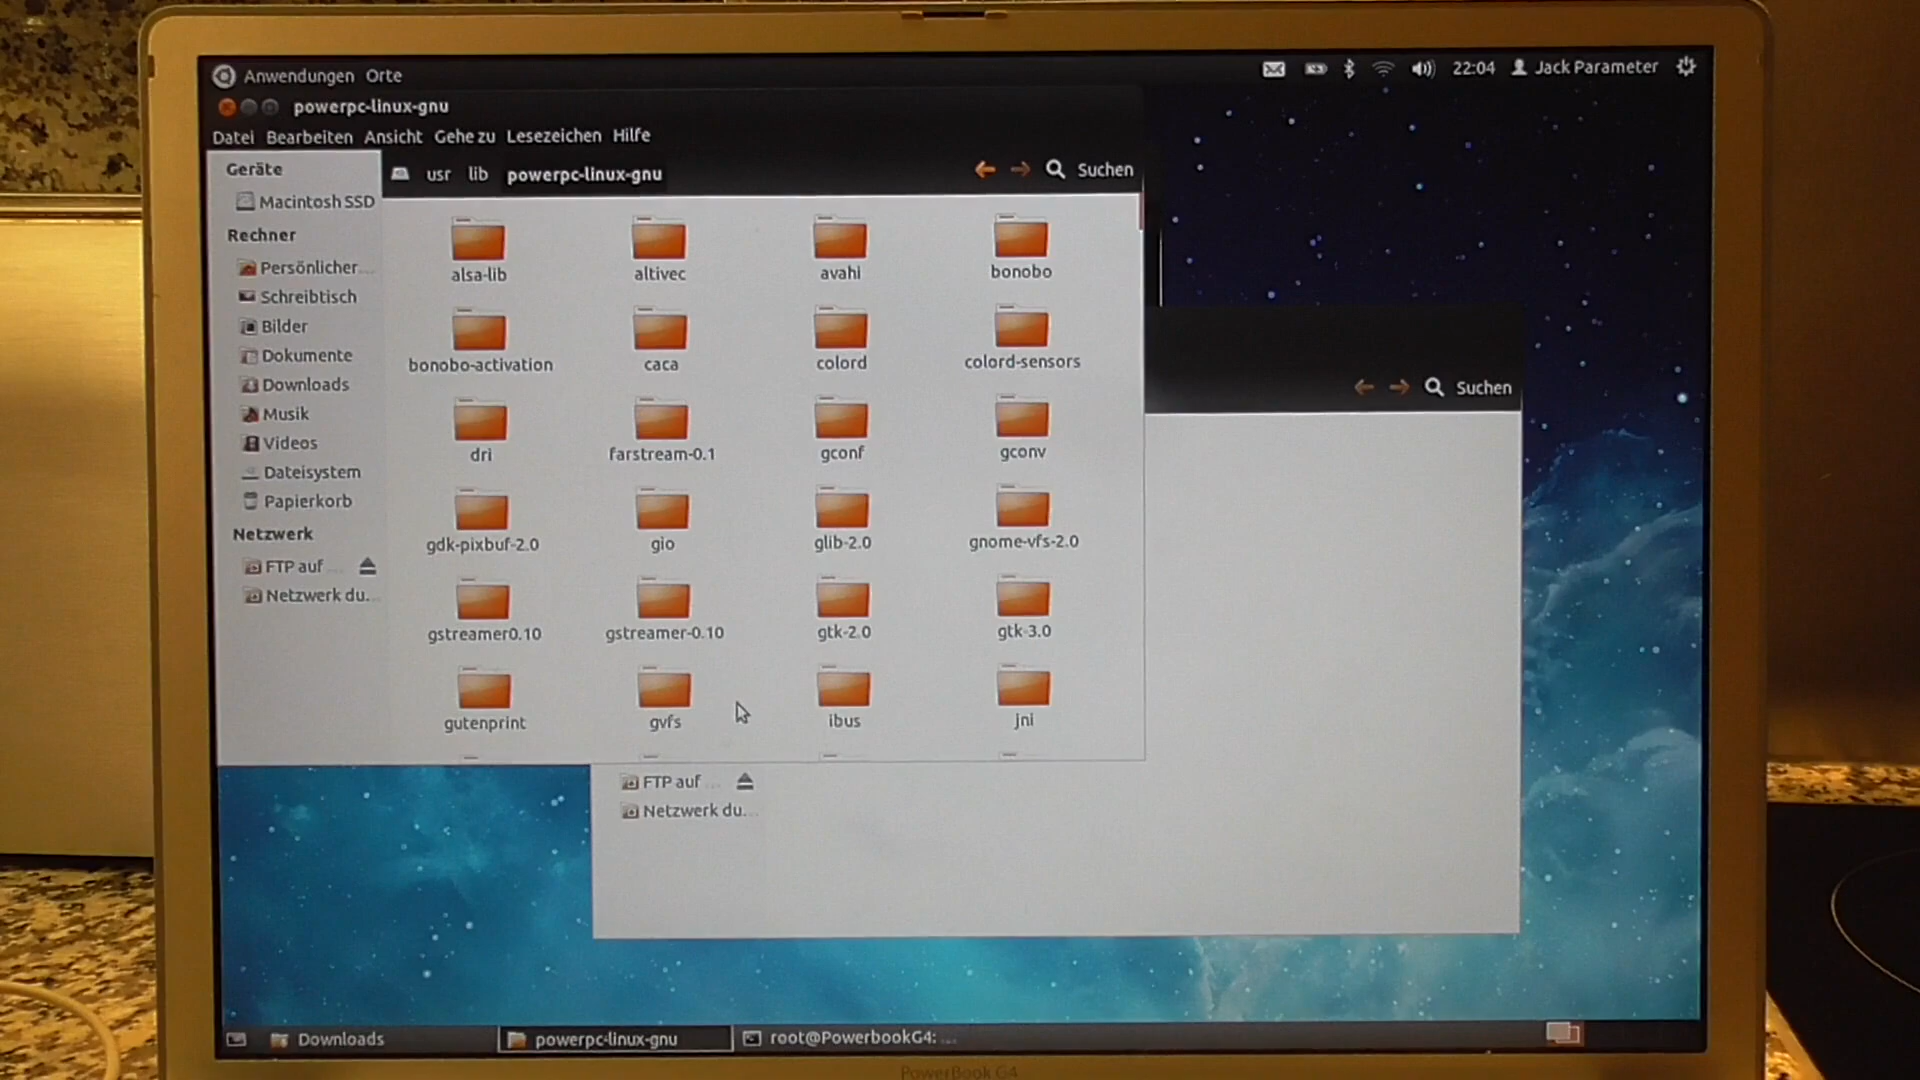 Anwendungen Orte
22:04 Jack Parameter
powerpc-linux-gnu
Datei Bearbeiten Ansicht Gehe zu Lesezeichen Hilfe
Geräte
Macintosh SSD
Rechner
Persönlicher...
Schreibtisch
Bilder
Dokumente
Downloads
Musik
Videos
Dateisystem
Papierkorb
Netzwerk
FTP auf ...
Netzwerk du...
usr lib powerpc-linux-gnu
Suchen
alsa-lib altivec avahi bonobo
bonobo-activation caca colord colord-sensors
dri farstream-0.1 gconf gconv
gdk-pixbuf-2.0 gio glib-2.0 gnome-vfs-2.0
gstreamer0.10 gstreamer-0.10 gtk-2.0 gtk-3.0
gutenprint gvfs ibus jni
Suchen
FTP auf ...
Netzwerk du...
Downloads powerpc-linux-gnu root@PowerbookG4: ...
PowerBook G4